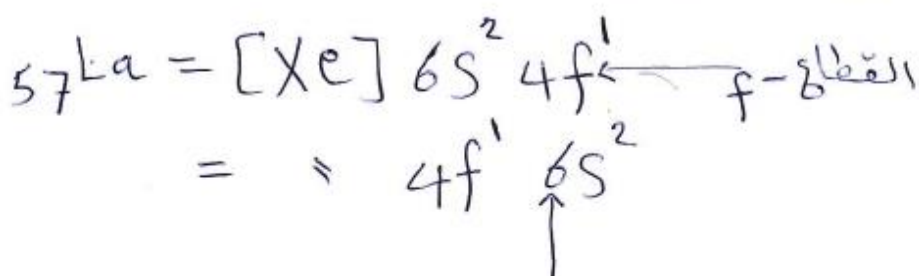 ₅₇La = [Xe] 6S² 4f¹ ← القطاع-f
= 〃 4f¹ 6S²